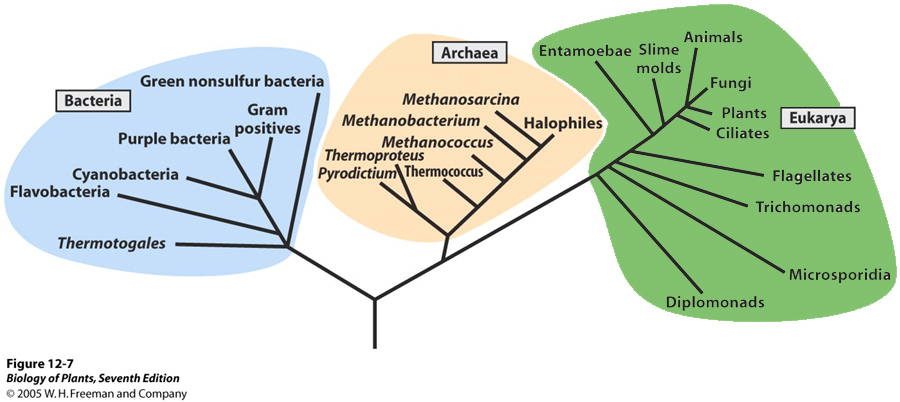 Bacteria
Green nonsulfur bacteria
Gram
positives
Purple bacteria
Cyanobacteria
Flavobacteria
Thermotogales
Archaea
Methanosarcina
Methanobacterium
Halophiles
Methanococcus
Thermoproteus
Pyrodictium
Thermococcus
Eukarya
Entamoebae
Slime
molds
Animals
Fungi
Plants
Ciliates
Flagellates
Trichomonads
Microsporidia
Diplomonads
Figure 12-7
Biology of Plants, Seventh Edition
© 2005 W. H. Freeman and Company